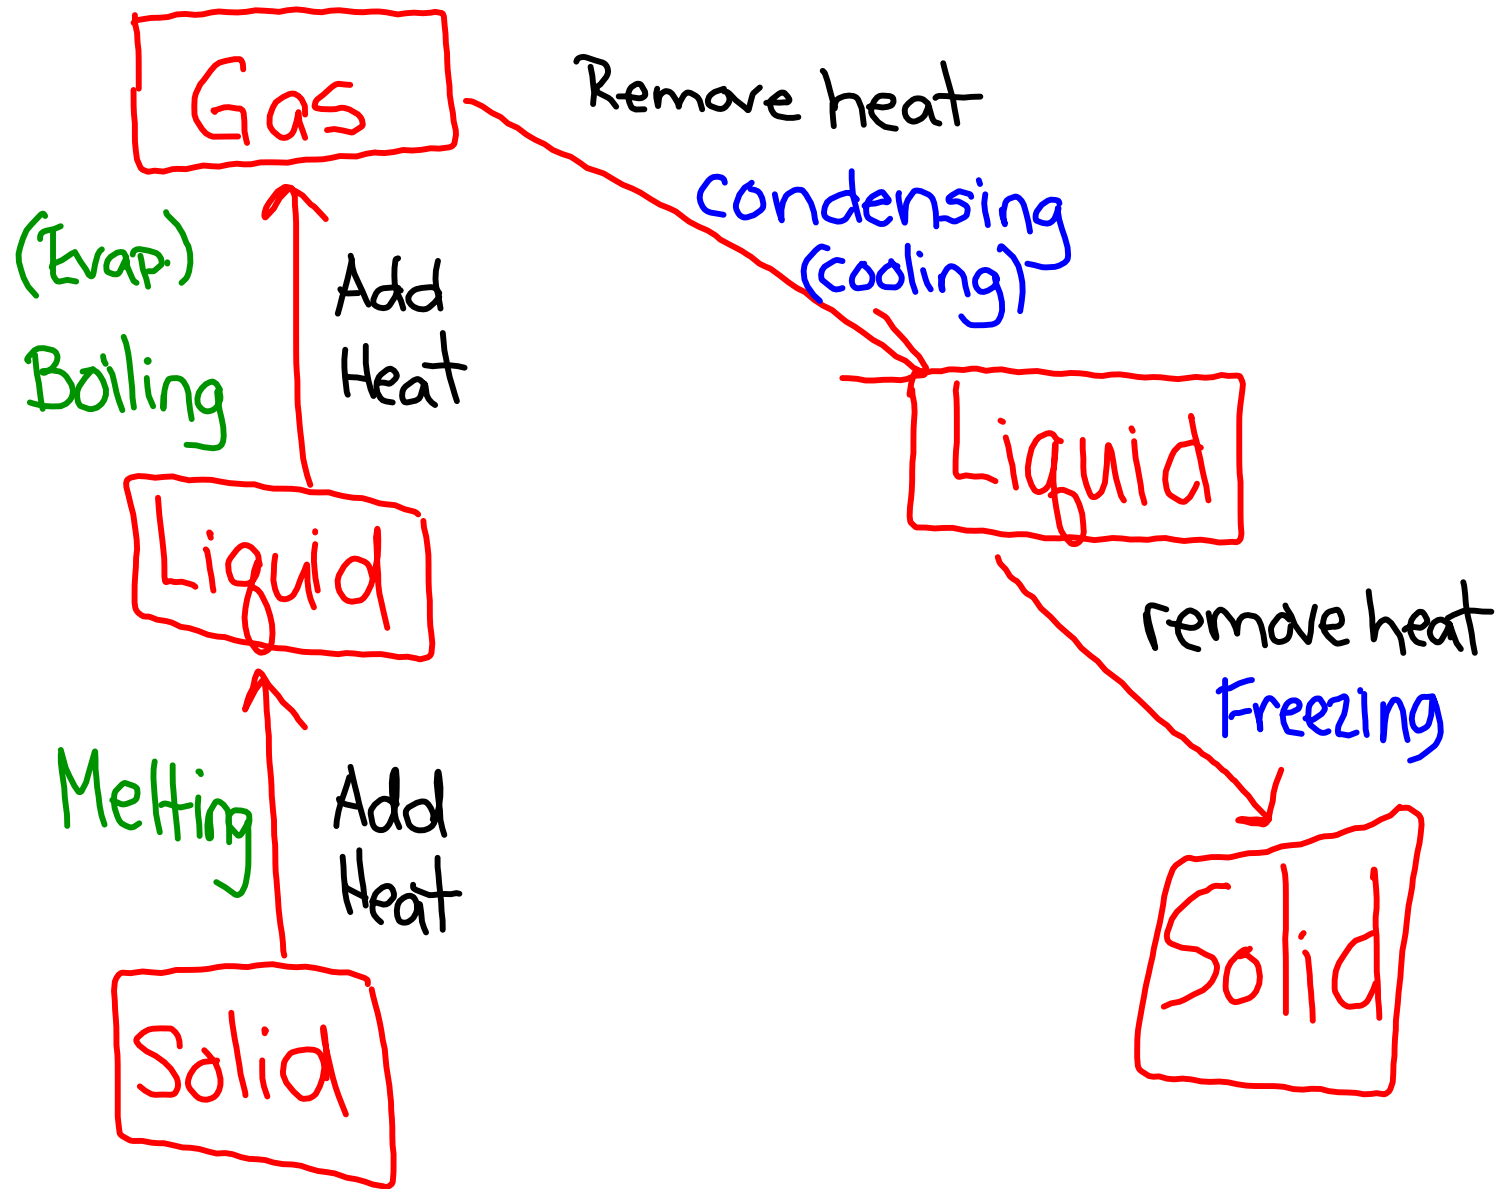 Gas
Remove heat
Condensing
(Cooling)
(Evap.)
Boiling
Add
Heat
Liquid
Liquid
remove heat
Freezing
Melting
Add
Heat
Solid
Solid